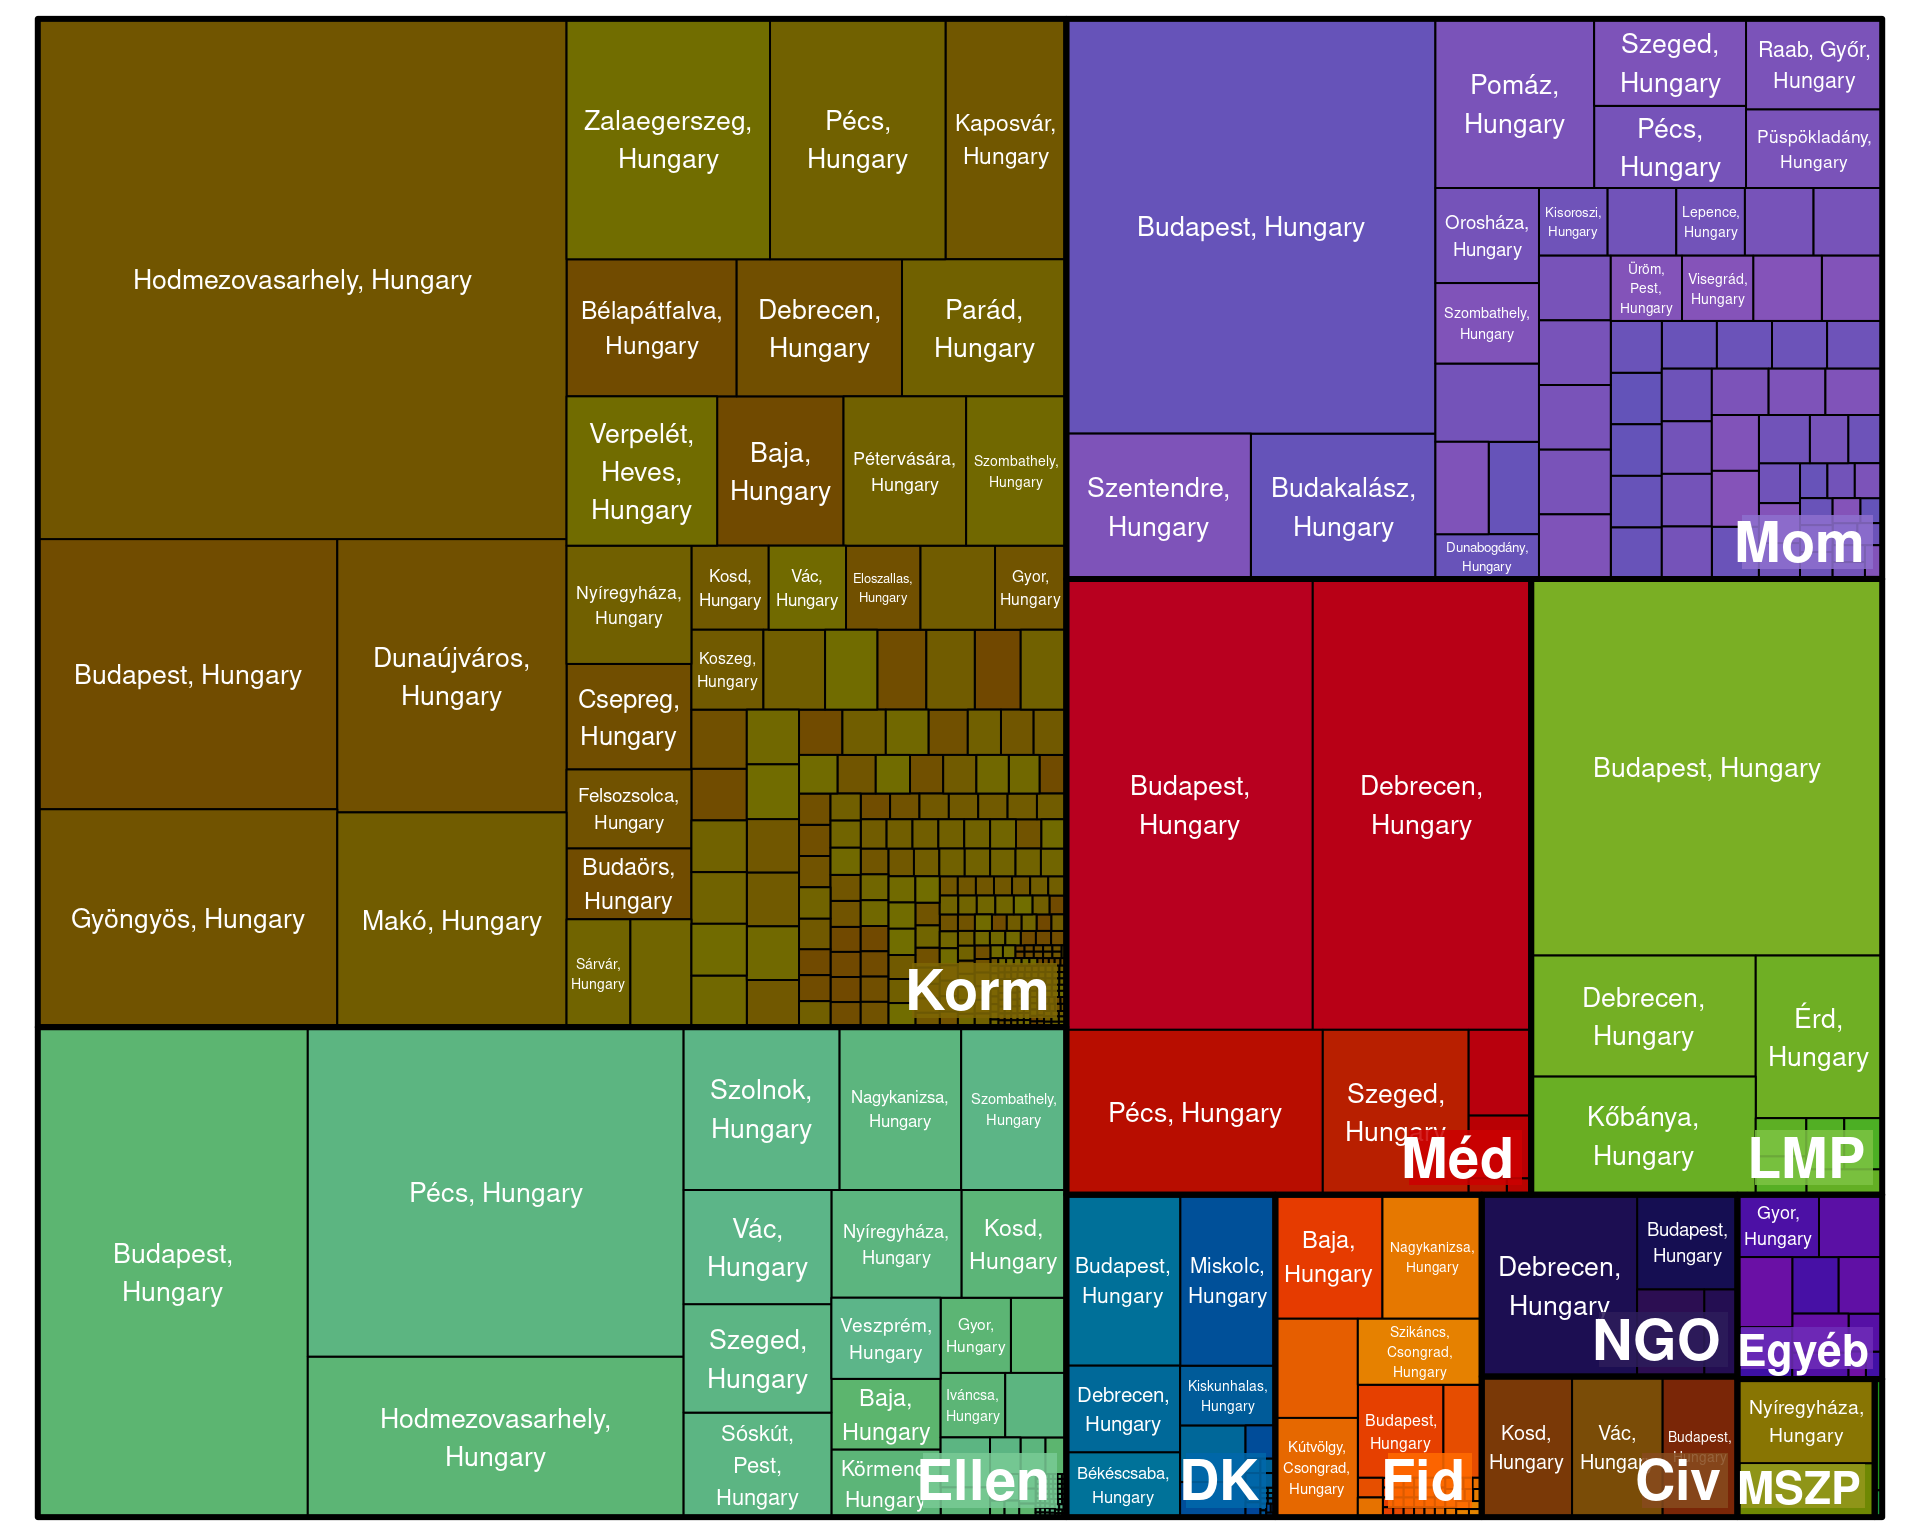 Hodmezovasarhely, Hungary
Zalaegerszeg,
Hungary
Pécs,
Hungary
Kaposvár,
Hungary
Bélapátfalva,
Hungary
Debrecen,
Hungary
Parád,
Hungary
Verpelét,
Heves,
Hungary
Baja,
Hungary
Pétervására,
Hungary
Szombathely,
Hungary
Budapest, Hungary
Dunaújváros,
Hungary
Gyöngyös, Hungary
Makó, Hungary
Nyíregyháza,
Hungary
Kosd,
Hungary
Vác,
Hungary
Eloszallas,
Hungary
Gyor,
Hungary
Koszeg,
Hungary
Csepreg,
Hungary
Felsozsolca,
Hungary
Budaörs,
Hungary
Sárvár,
Hungary
Korm
Budapest, Hungary
Pomáz,
Hungary
Szeged,
Hungary
Raab, Győr,
Hungary
Pécs,
Hungary
Püspökladány,
Hungary
Orosháza,
Hungary
Kisoroszi,
Hungary
Lepence,
Hungary
Üröm,
Pest,
Hungary
Visegrád,
Hungary
Szombathely,
Hungary
Szentendre,
Hungary
Budakalász,
Hungary
Dunabogdány,
Hungary
Mom
Budapest,
Hungary
Debrecen,
Hungary
Pécs, Hungary
Szeged,
Hungary
Méd
Budapest, Hungary
Debrecen,
Hungary
Érd,
Hungary
Kőbánya,
Hungary
LMP
Budapest,
Hungary
Pécs, Hungary
Hodmezovasarhely,
Hungary
Szolnok,
Hungary
Nagykanizsa,
Hungary
Szombathely,
Hungary
Vác,
Hungary
Nyíregyháza,
Hungary
Kosd,
Hungary
Szeged,
Hungary
Veszprém,
Hungary
Gyor,
Hungary
Baja,
Hungary
Iváncsa,
Hungary
Sóskút,
Pest,
Hungary
Körmend,
Hungary
Ellen
Budapest,
Hungary
Miskolc,
Hungary
Debrecen,
Hungary
Kiskunhalas,
Hungary
Békéscsaba,
Hungary
DK
Baja,
Hungary
Nagykanizsa,
Hungary
Szikáncs,
Csongrad,
Hungary
Budapest,
Hungary
Kútvölgy,
Csongrad,
Hungary
Fid
Debrecen,
Hungary
Budapest,
Hungary
NGO
Gyor,
Hungary
Egyéb
Kosd,
Hungary
Vác,
Hungary
Budapest,
Hungary
Civ
Nyíregyháza,
Hungary
MSZP